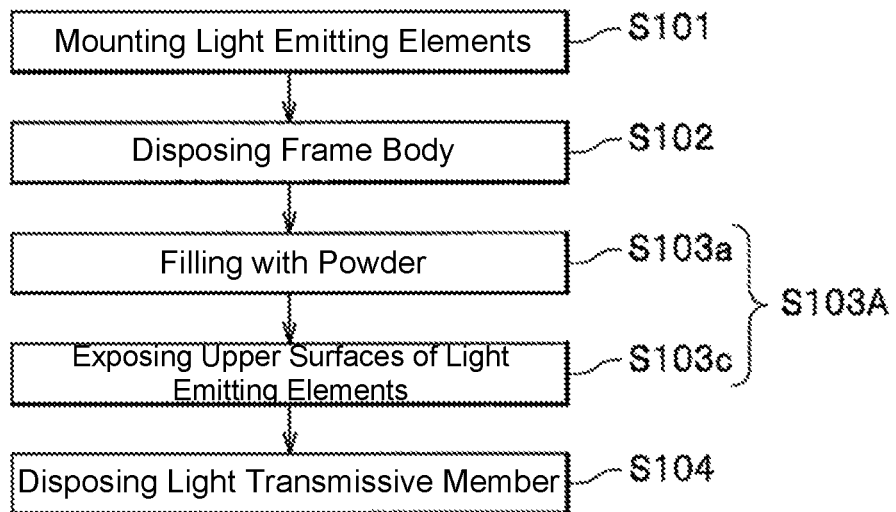 Mounting Light Emitting Elements S101
Disposing Frame Body S102
Filling with Powder S103a
S103A
Exposing Upper Surfaces of Light
Emitting Elements S103c
Disposing Light Transmissive Member S104